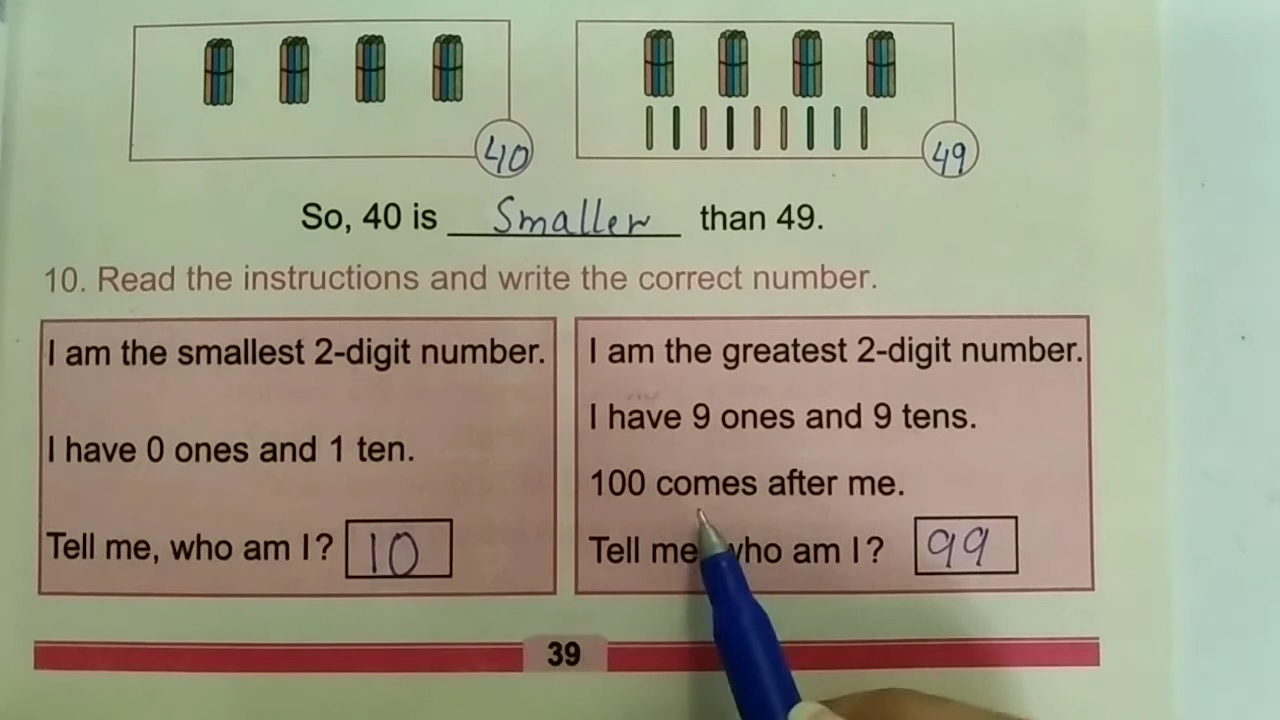 40
49
So, 40 is Smaller than 49.
10. Read the instructions and write the correct number.
I am the smallest 2-digit number.
I have 0 ones and 1 ten.
Tell me, who am I? 10
I am the greatest 2-digit number.
I have 9 ones and 9 tens.
100 comes after me.
Tell me who am I? 99
39